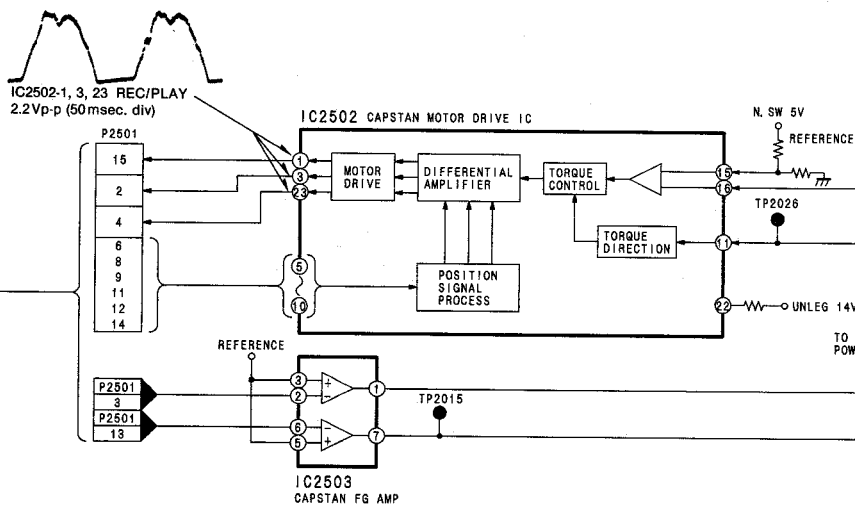 IC2502-1, 3, 23 REC/PLAY
2.2Vp-p (50msec. div)
P2501
15
2
4
6
8
9
11
12
14
IC2502 CAPSTAN MOTOR DRIVE IC
1
3
23
5
10
MOTOR
DRIVE
DIFFERENTIAL
AMPLIFIER
TORQUE
CONTROL
TORQUE
DIRECTION
POSITION
SIGNAL
PROCESS
15
16
11
22
N. SW 5V
REFERENCE
TP2026
UNLEG 14V
TO
POW
REFERENCE
P2501
3
P2501
13
3
2
6
5
1
7
TP2015
IC2503
CAPSTAN FG AMP